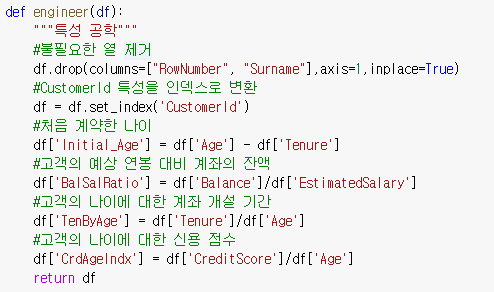 def engineer(df):
    """특성 공학"""
    #불필요한 열 제거
    df.drop(columns=["RowNumber", "Surname"],axis=1,inplace=True)
    #CustomerId 특성을 인덱스로 변환
    df = df.set_index('CustomerId')
    #처음 계약한 나이
    df['Initial_Age'] = df['Age'] - df['Tenure']
    #고객의 예상 연봉 대비 계좌의 잔액
    df['BalSalRatio'] = df['Balance']/df['EstimatedSalary']
    #고객의 나이에 대한 계좌 개설 기간
    df['TenByAge'] = df['Tenure']/df['Age']
    #고객의 나이에 대한 신용 점수
    df['CrdAgeIndx'] = df['CreditScore']/df['Age']
    return df